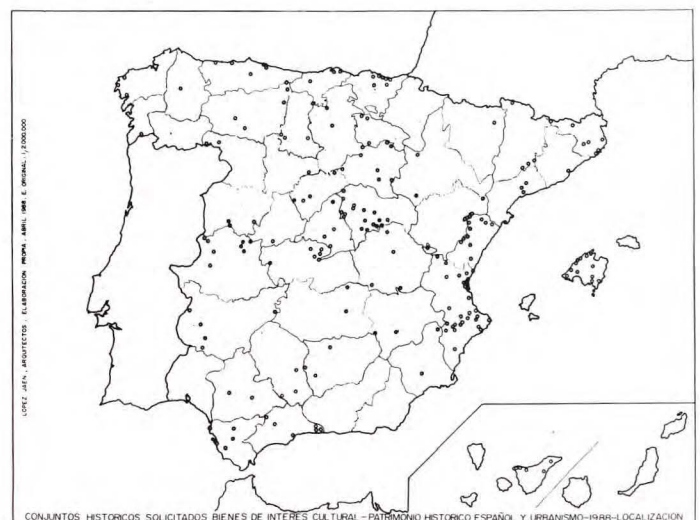 LOPEZ JAEN, ARQUITECTOS - ELABORACION PROPIA - ABRIL 1988. E. ORIGINAL: 1/2.000.000
CONJUNTOS HISTORICOS SOLICITADOS BIENES DE INTERES CULTURAL - PATRIMONIO HISTORICO ESPAÑOL Y URBANISMO-1988-LOCALIZACION